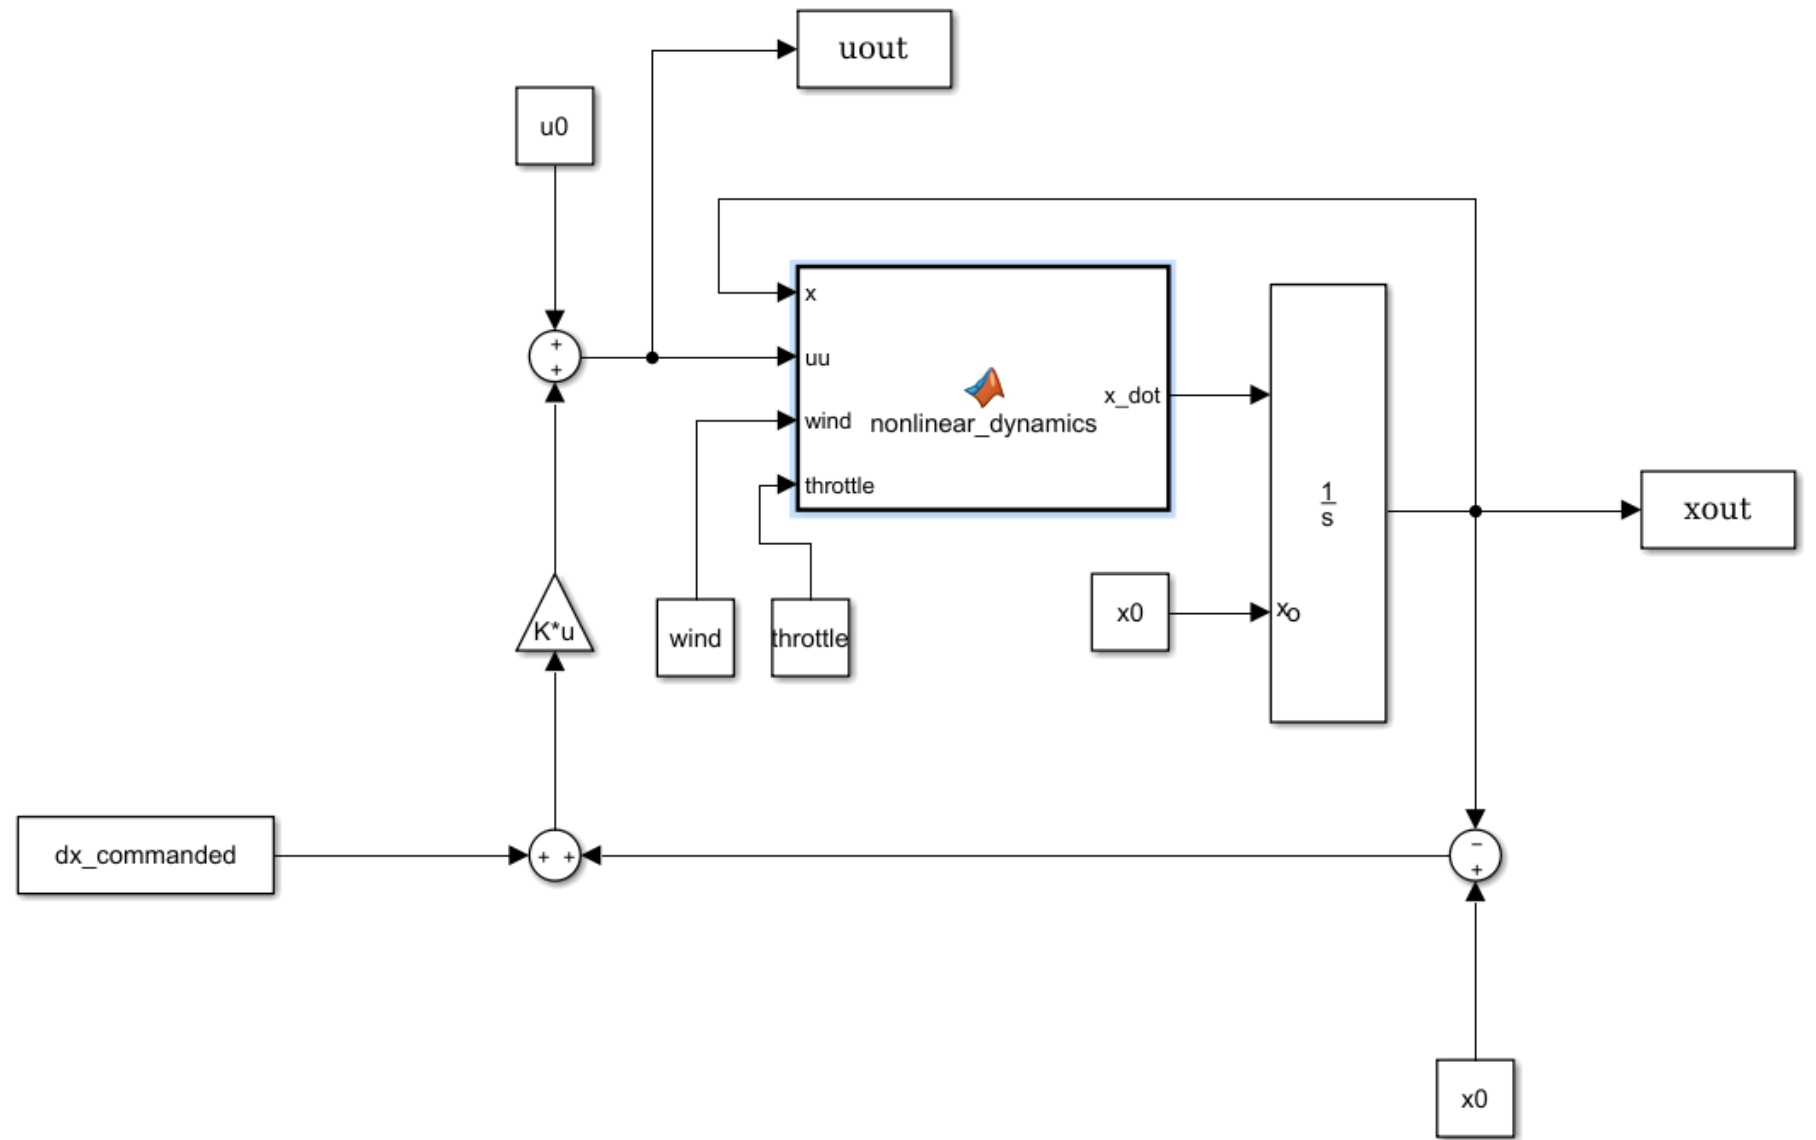 uout
u0
x
+
+
uu
x_dot
wind
nonlinear_dynamics
throttle
1
s
xout
K*u
wind
throttle
x0
xo
dx_commanded
+ +
−
+
x0